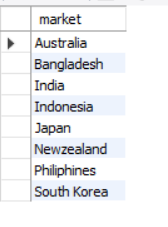 market
Australia
Bangladesh
India
Indonesia
Japan
Newzealand
Philiphines
South Korea